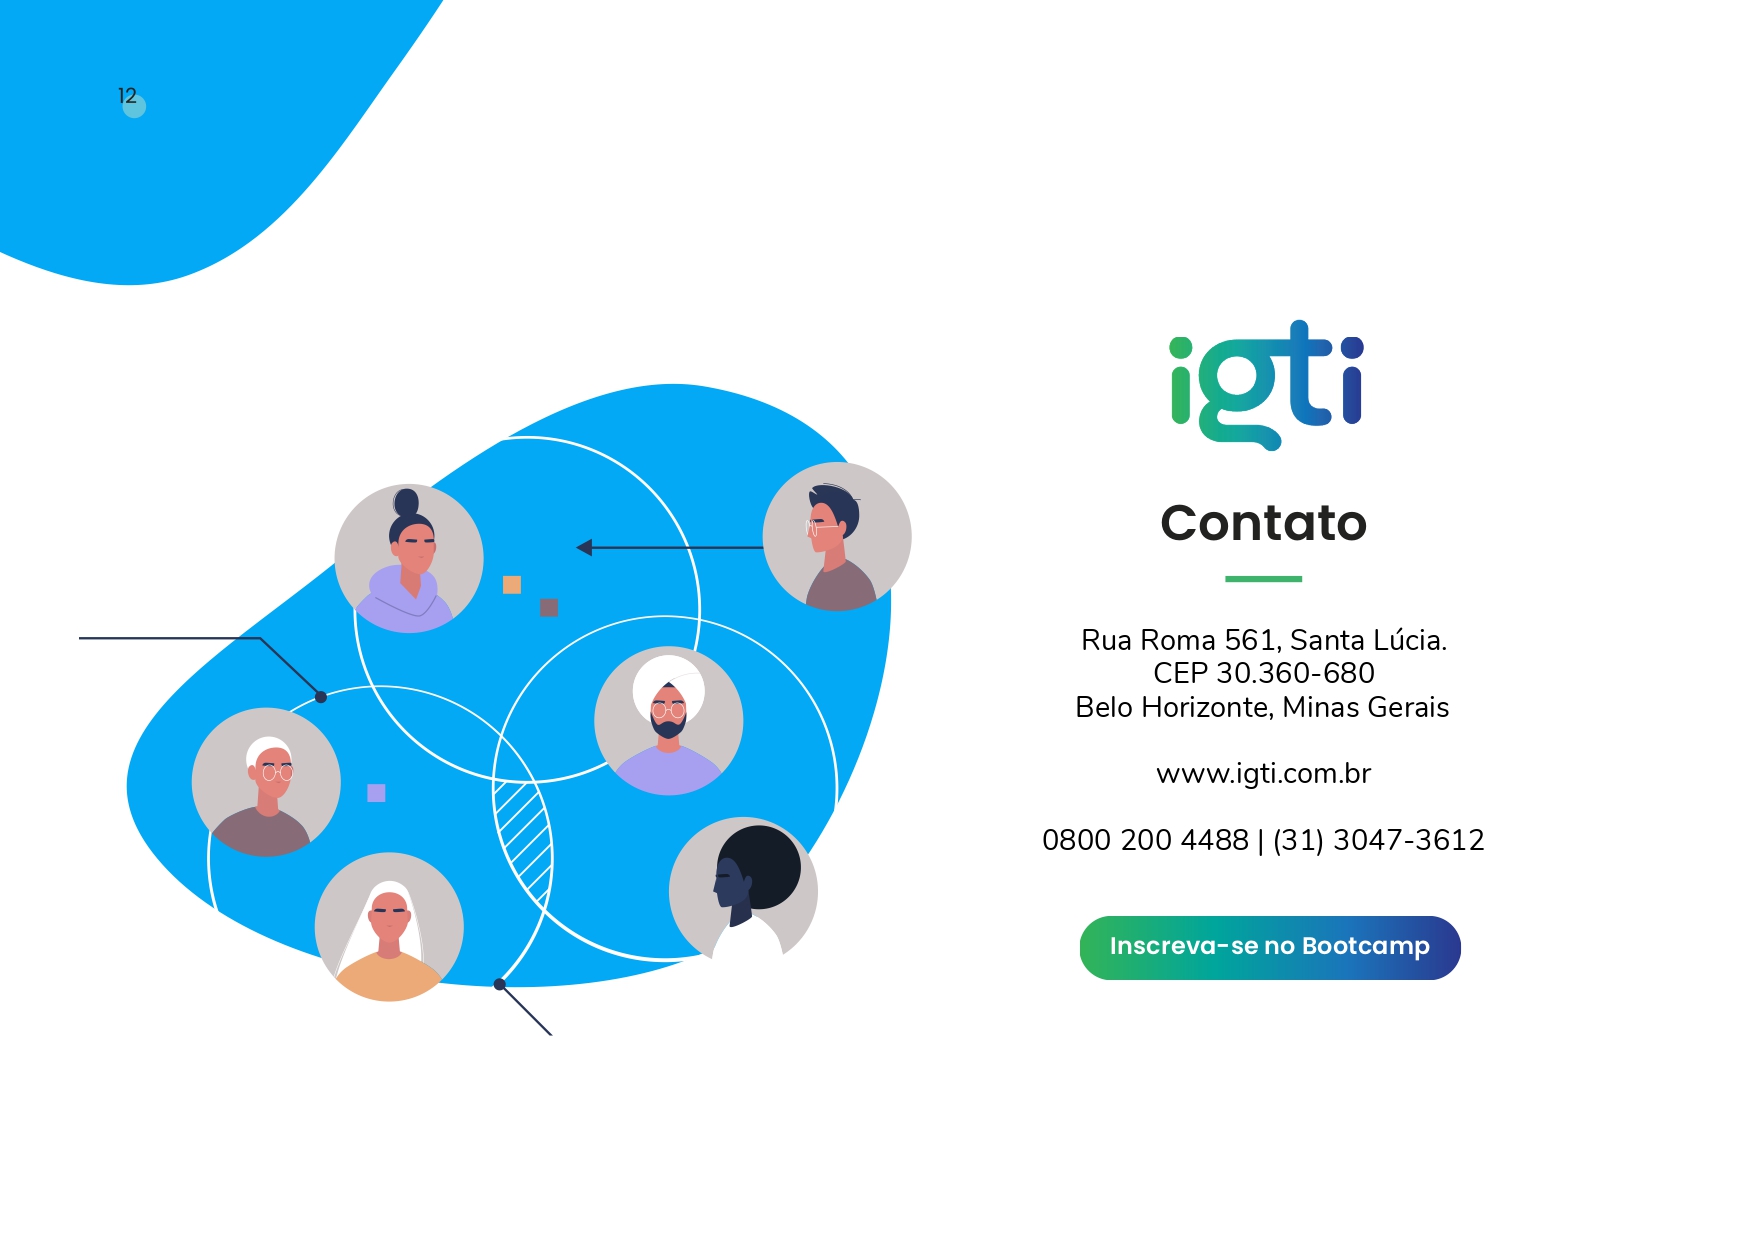 12
igti
Contato
Rua Roma 561, Santa Lúcia.
CEP 30.360-680
Belo Horizonte, Minas Gerais
www.igti.com.br
0800 200 4488 | (31) 3047-3612
Inscreva-se no Bootcamp